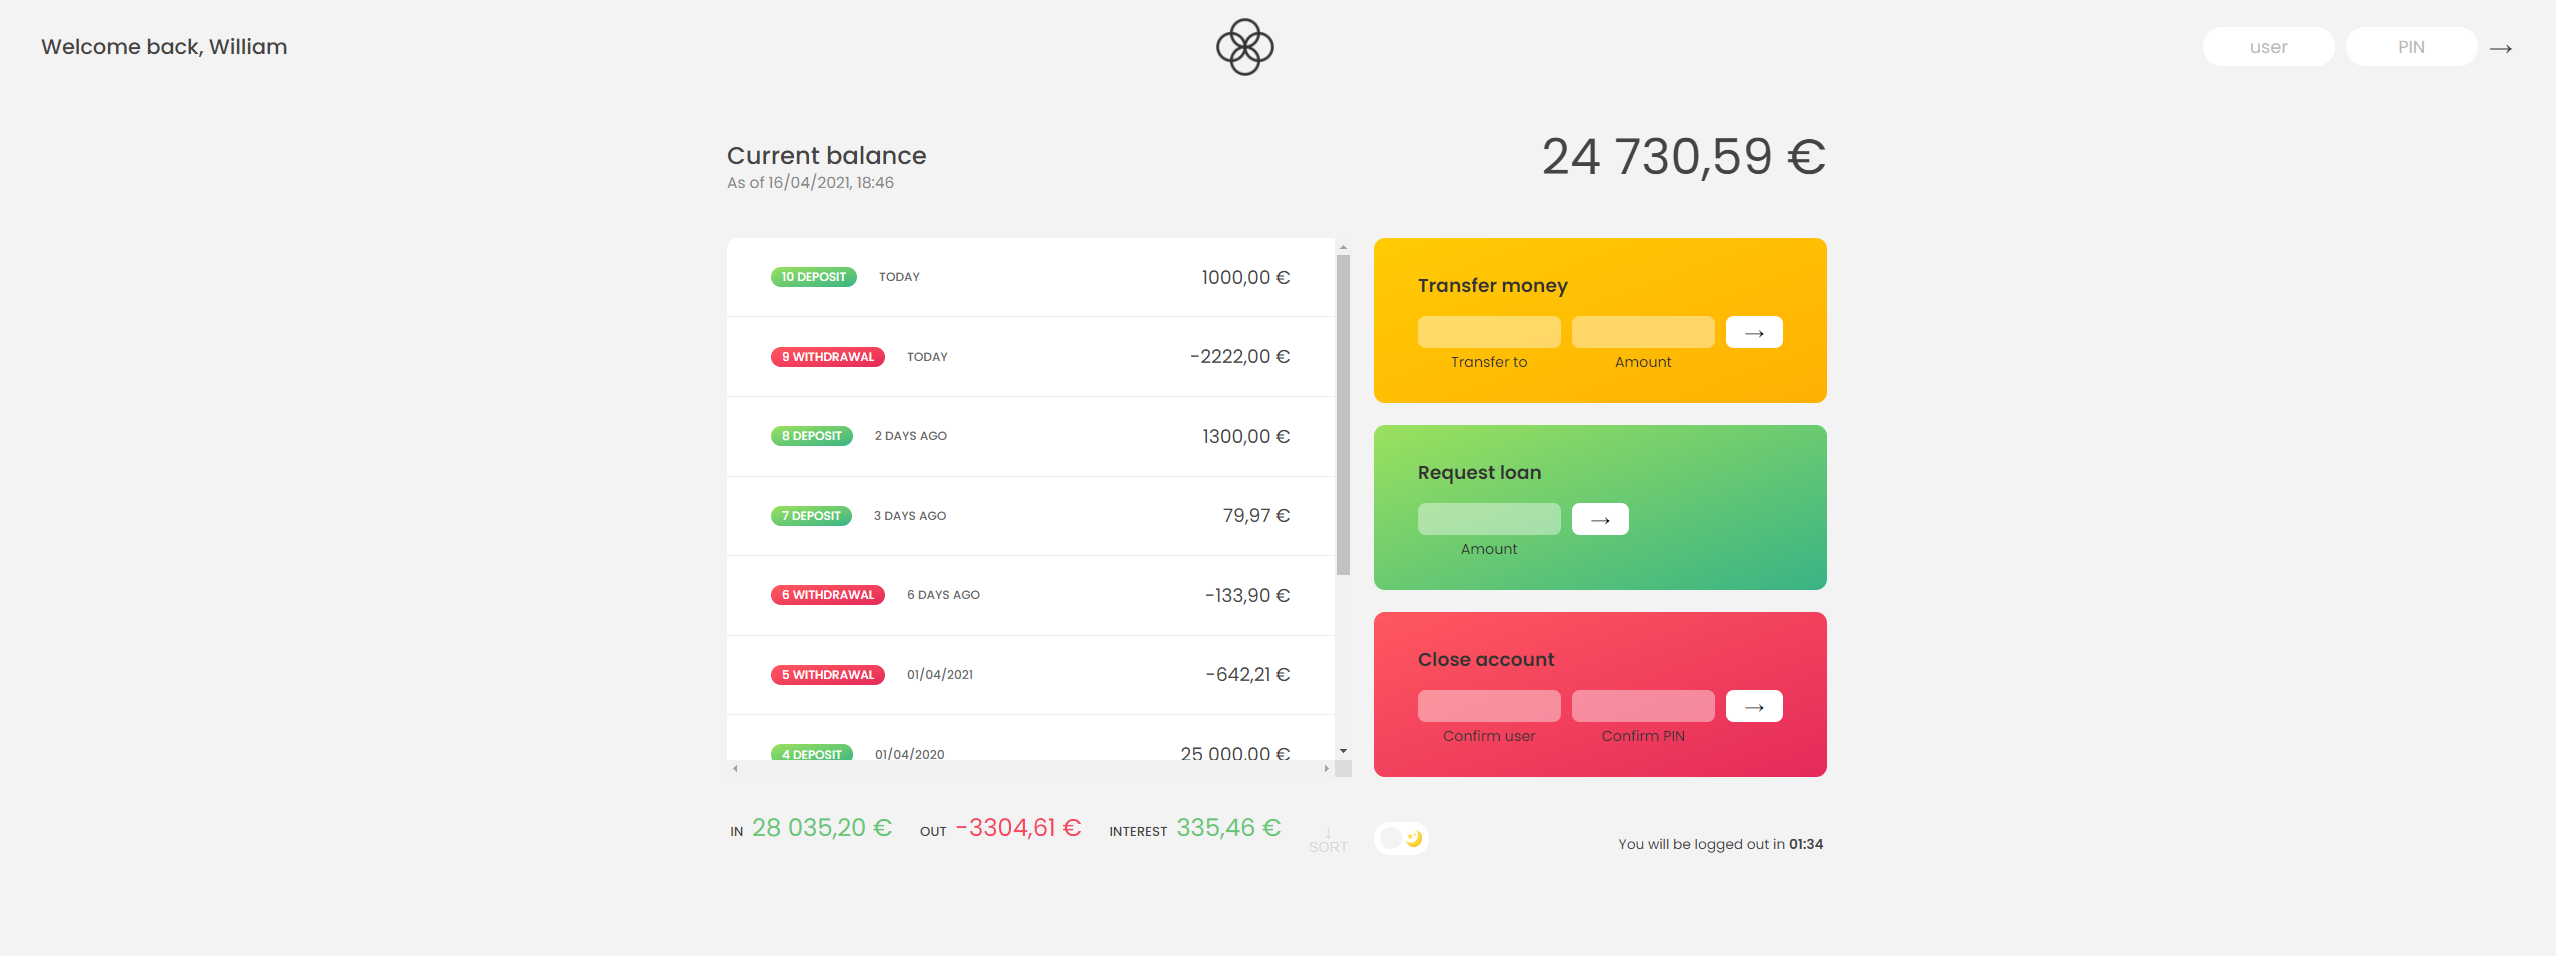 Welcome back, William
user
PIN
→
Current balance
As of 16/04/2021, 18:46
24 730,59 €
10 DEPOSIT TODAY 1000,00 €
9 WITHDRAWAL TODAY -2222,00 €
8 DEPOSIT 2 DAYS AGO 1300,00 €
7 DEPOSIT 3 DAYS AGO 79,97 €
6 WITHDRAWAL 6 DAYS AGO -133,90 €
5 WITHDRAWAL 01/04/2021 -642,21 €
4 DEPOSIT 01/04/2020 25 000,00 €
Transfer money
→
Transfer to Amount
Request loan
→
Amount
Close account
→
Confirm user Confirm PIN
IN 28 035,20 € OUT -3304,61 € INTEREST 335,46 €
↓
SORT
You will be logged out in 01:34